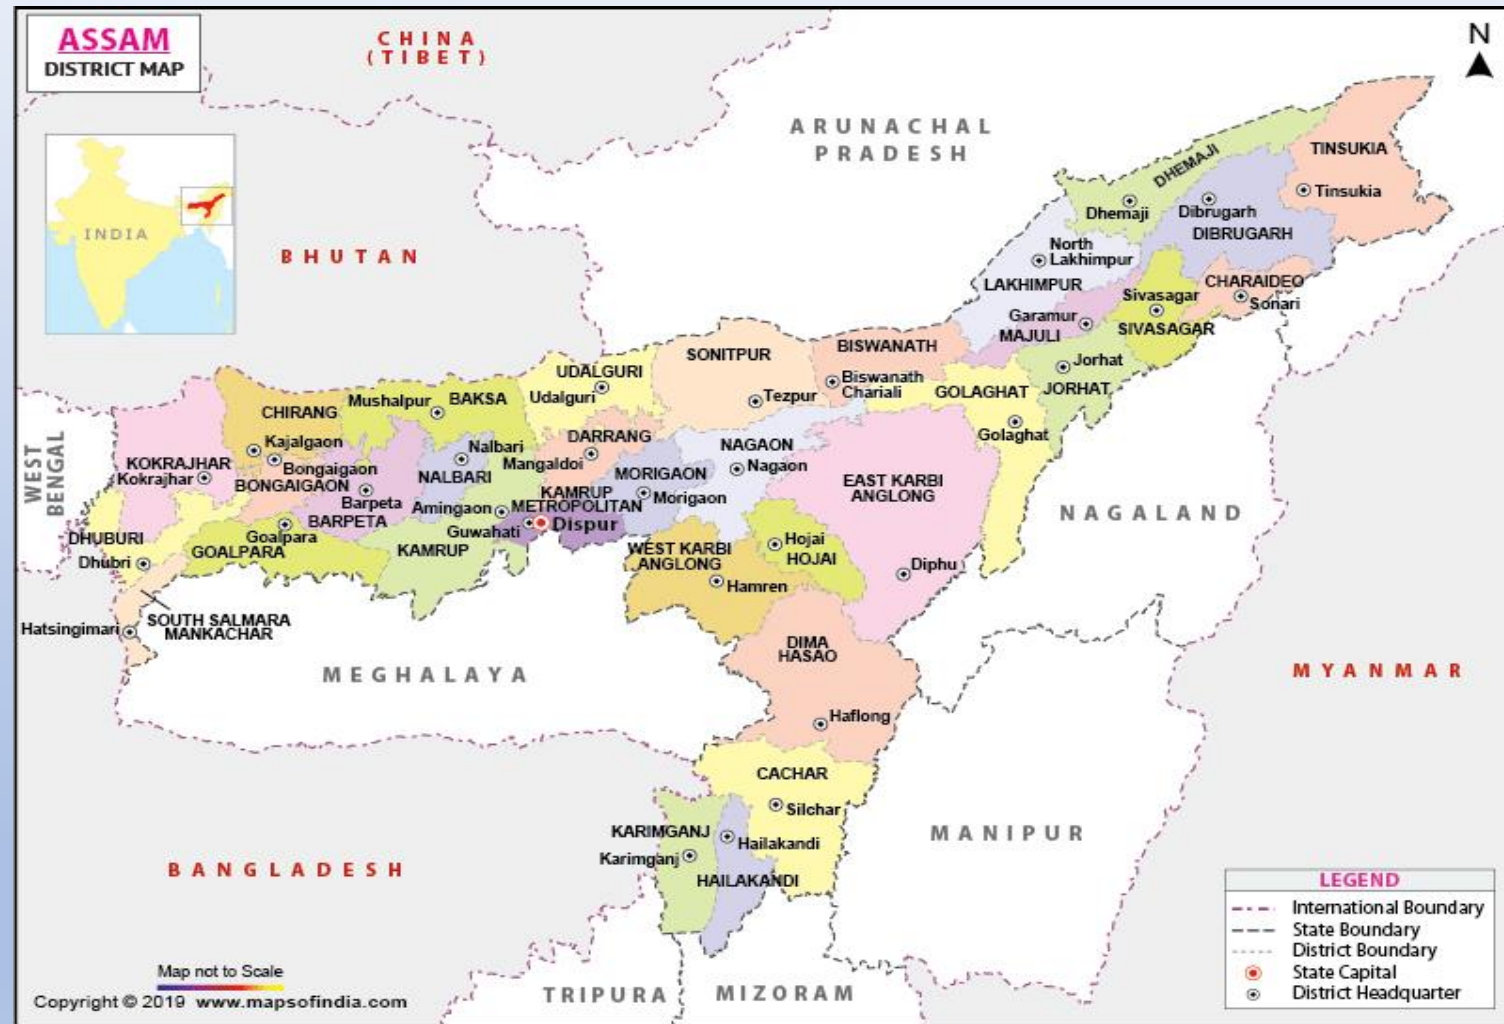 ASSAM
DISTRICT MAP
CHINA
(TIBET)
N
ARUNACHAL
PRADESH
INDIA
BHUTAN
TINSUKIA
Tinsukia
DHEMAJI
Dhemaji
Dibrugarh
DIBRUGARH
North
Lakhimpur
LAKHIMPUR
CHARAIDEO
Sonari
Sivasagar
SIVASAGAR
Garamur
MAJULI
Jorhat
JORHAT
BISWANATH
Biswanath
Chariali
SONITPUR
Tezpur
UDALGURI
Udalguri
GOLAGHAT
Golaghat
Mushalpur
BAKSA
CHIRANG
Kajalgaon
Bongaigaon
BONGAIGAON
KOKRAJHAR
Kokrajhar
WEST
BENGAL
Nalbari
NALBARI
Barpeta
BARPETA
DARRANG
Mangaldoi
NAGAON
Nagaon
MORIGAON
Morigaon
EAST KARBI
ANGLONG
Diphu
KAMRUP
METROPOLITAN
Amingaon
Guwahati
Dispur
KAMRUP
Goalpara
GOALPARA
DHUBURI
Dhubri
NAGALAND
WEST KARBI
ANGLONG
Hamren
Hojai
HOJAI
SOUTH SALMARA
MANKACHAR
Hatsingimari
MEGHALAYA
DIMA
HASAO
Haflong
MYANMAR
CACHAR
Silchar
KARIMGANJ
Karimganj
Hailakandi
HAILAKANDI
MANIPUR
BANGLADESH
TRIPURA
MIZORAM
LEGEND
International Boundary
State Boundary
District Boundary
State Capital
District Headquarter
Map not to Scale
Copyright © 2019 www.mapsofindia.com